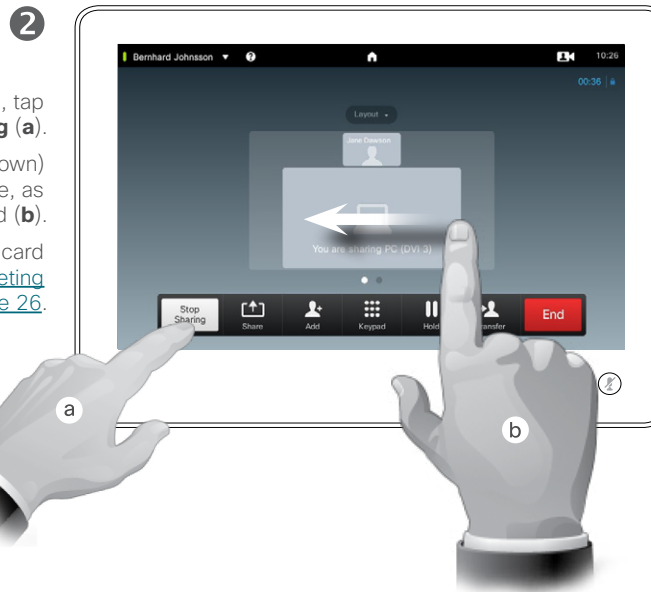 2
, tap
g (a).
own)
e, as
d (b).
card
eting
e 26.
Bernhard Johnsson
?
10:26
00:36
Layout
Jane Dawson
You are sharing PC (DVI 3)
Stop Sharing
Share
Add
Keypad
Hold
ansfer
End
a
b